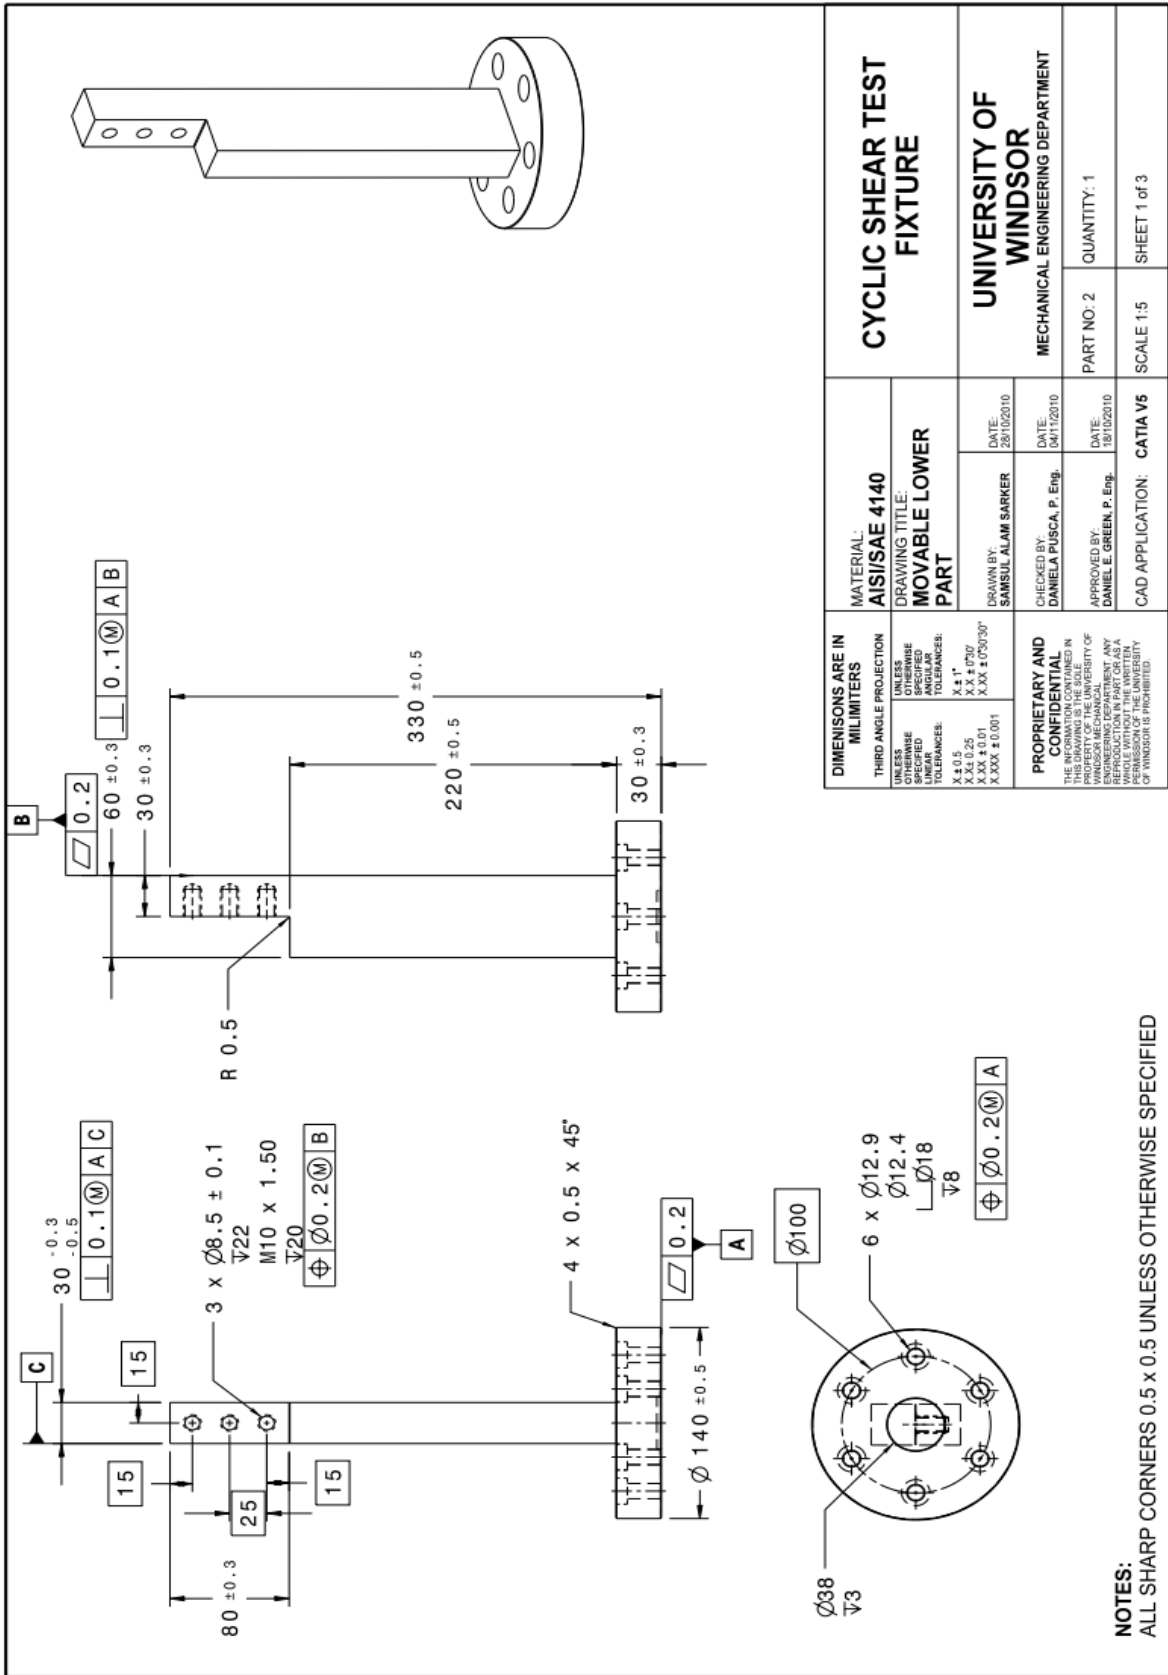 C
30 -0.3 -0.5
⟂ 0.1 Ⓜ A C
15
15
25
15
80 ±0.3
3 x Ø8.5 ± 0.1
↧22
M10 x 1.50
↧20
⌖ Ø0.2 Ⓜ B
4 x 0.5 x 45°
⏥ 0.2
A
Ø 140 ±0.5
B
⏥ 0.2
60 ±0.3
⟂ 0.1 Ⓜ A B
30 ±0.3
R 0.5
330 ±0.5
220 ±0.5
30 ±0.3
Ø38
↧3
Ø100
6 x Ø12.9
Ø12.4
⌴ Ø18
↧8
⌖ Ø0.2 Ⓜ A
NOTES:
ALL SHARP CORNERS 0.5 x 0.5 UNLESS OTHERWISE SPECIFIED
DIMENISONS ARE IN
MILIMITERS
THIRD ANGLE PROJECTION
UNLESS
OTHERWISE
SPECIFIED
LINEAR
TOLERANCES:
X.± 0.5
X.X± 0.25
X.XX ± 0.01
X.XXX ± 0.001
UNLESS
OTHERWISE
SPECIFIED
ANGULAR
TOLERANCES:
X.± 1°
X.X ± 0°30'
X.XX ± 0°30'30"
PROPRIETARY AND
CONFIDENTIAL
THE INFORMATION CONTAINED IN
THIS DRAWING IS THE SOLE
PROPERTY OF THE UNIVERSITY OF
WINDSOR MECHANICAL
ENGINEERING DEPARTMENT. ANY
REPRODUCTION IN PART OR AS A
WHOLE WITHOUT THE WRITTEN
PERMISSION OF THE UNIVERSITY
OF WINDSOR IS PROHIBITED.
MATERIAL:
AISI/SAE 4140
DRAWING TITLE:
MOVABLE LOWER
PART
DRAWN BY:
SAMSUL ALAM SARKER
DATE:
28/10/2010
CHECKED BY:
DANIELA PUSCA, P. Eng.
DATE:
04/11/2010
APPROVED BY:
DANIEL E. GREEN, P. Eng.
DATE:
18/10/2010
CAD APPLICATION: CATIA V5
CYCLIC SHEAR TEST
FIXTURE
UNIVERSITY OF
WINDSOR
MECHANICAL ENGINEERING DEPARTMENT
PART NO: 2
QUANTITY: 1
SCALE 1:5
SHEET 1 of 3